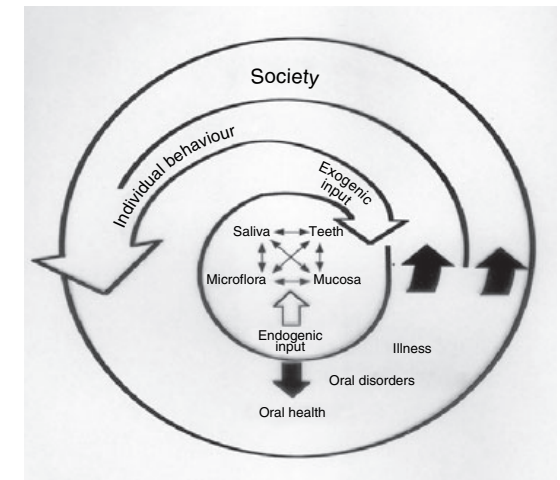 Society
Individual behaviour
Exogenic
input
Saliva
Teeth
Microflora
Mucosa
Endogenic
input
Illness
Oral disorders
Oral health